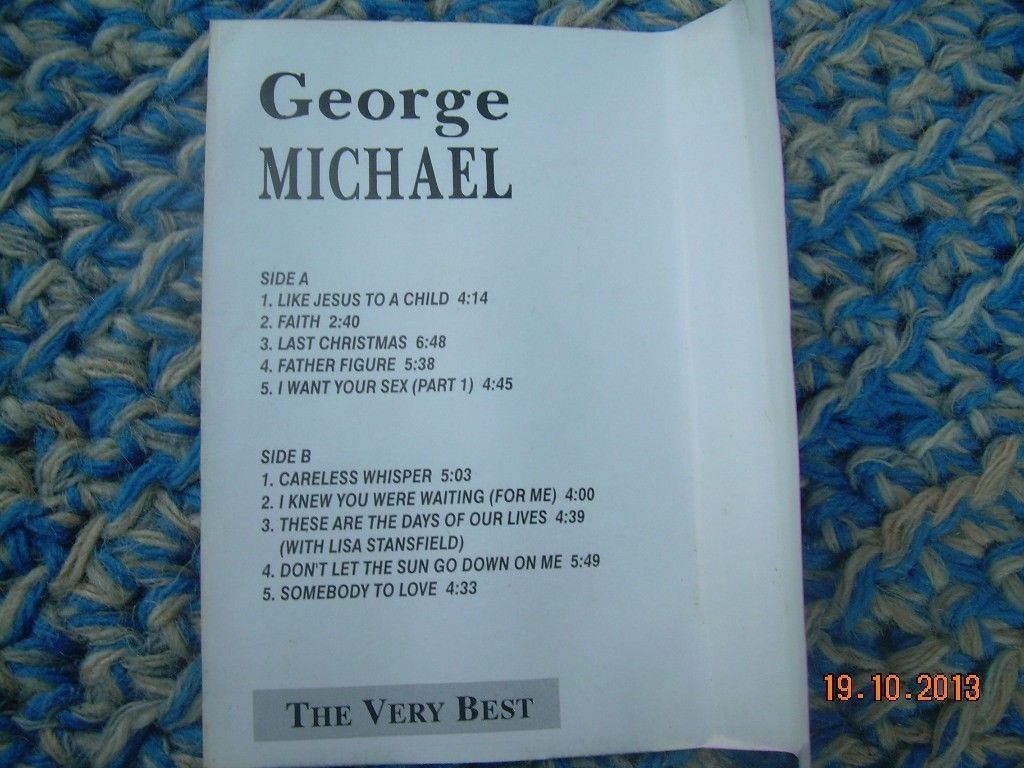 George
MICHAEL
SIDE A
1. LIKE JESUS TO A CHILD 4:14
2. FAITH 2:40
3. LAST CHRISTMAS 6:48
4. FATHER FIGURE 5:38
5. I WANT YOUR SEX (PART 1) 4:45
SIDE B
1. CARELESS WHISPER 5:03
2. I KNEW YOU WERE WAITING (FOR ME) 4:00
3. THESE ARE THE DAYS OF OUR LIVES 4:39
(WITH LISA STANSFIELD)
4. DON'T LET THE SUN GO DOWN ON ME 5:49
5. SOMEBODY TO LOVE 4:33
THE VERY BEST
19.10.2013